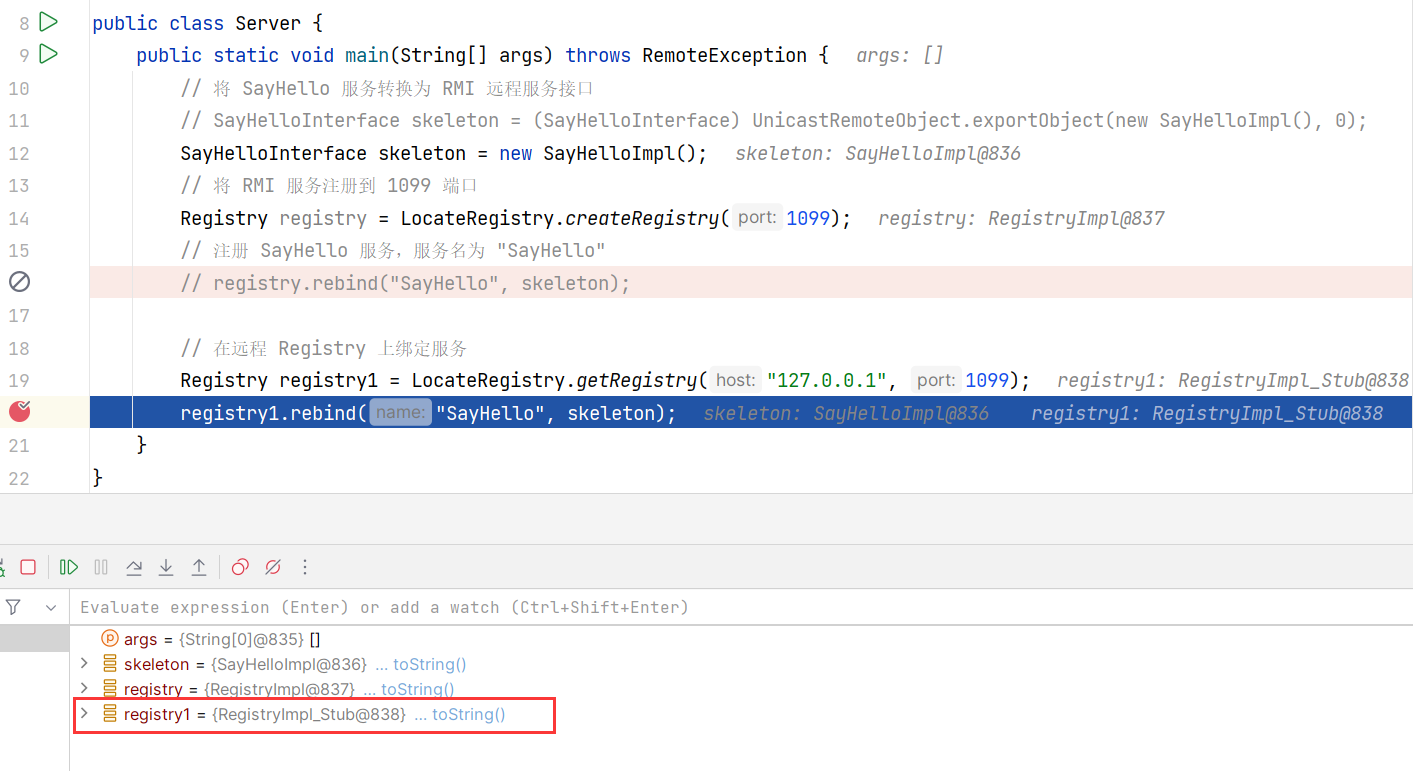 8 public class Server {
9 public static void main(String[] args) throws RemoteException { args: []
10 // 将 SayHello 服务转换为 RMI 远程服务接口
11 // SayHelloInterface skeleton = (SayHelloInterface) UnicastRemoteObject.exportObject(new SayHelloImpl(), 0);
12 SayHelloInterface skeleton = new SayHelloImpl(); skeleton: SayHelloImpl@836
13 // 将 RMI 服务注册到 1099 端口
14 Registry registry = LocateRegistry.createRegistry( port: 1099); registry: RegistryImpl@837
15 // 注册 SayHello 服务，服务名为 "SayHello"
// registry.rebind("SayHello", skeleton);
17
18 // 在远程 Registry 上绑定服务
19 Registry registry1 = LocateRegistry.getRegistry( host: "127.0.0.1", port: 1099); registry1: RegistryImpl_Stub@838
registry1.rebind( name: "SayHello", skeleton); skeleton: SayHelloImpl@836 registry1: RegistryImpl_Stub@838
21 }
22 }
Evaluate expression (Enter) or add a watch (Ctrl+Shift+Enter)
p args = {String[0]@835} []
skeleton = {SayHelloImpl@836} ... toString()
registry = {RegistryImpl@837} ... toString()
registry1 = {RegistryImpl_Stub@838} ... toString()